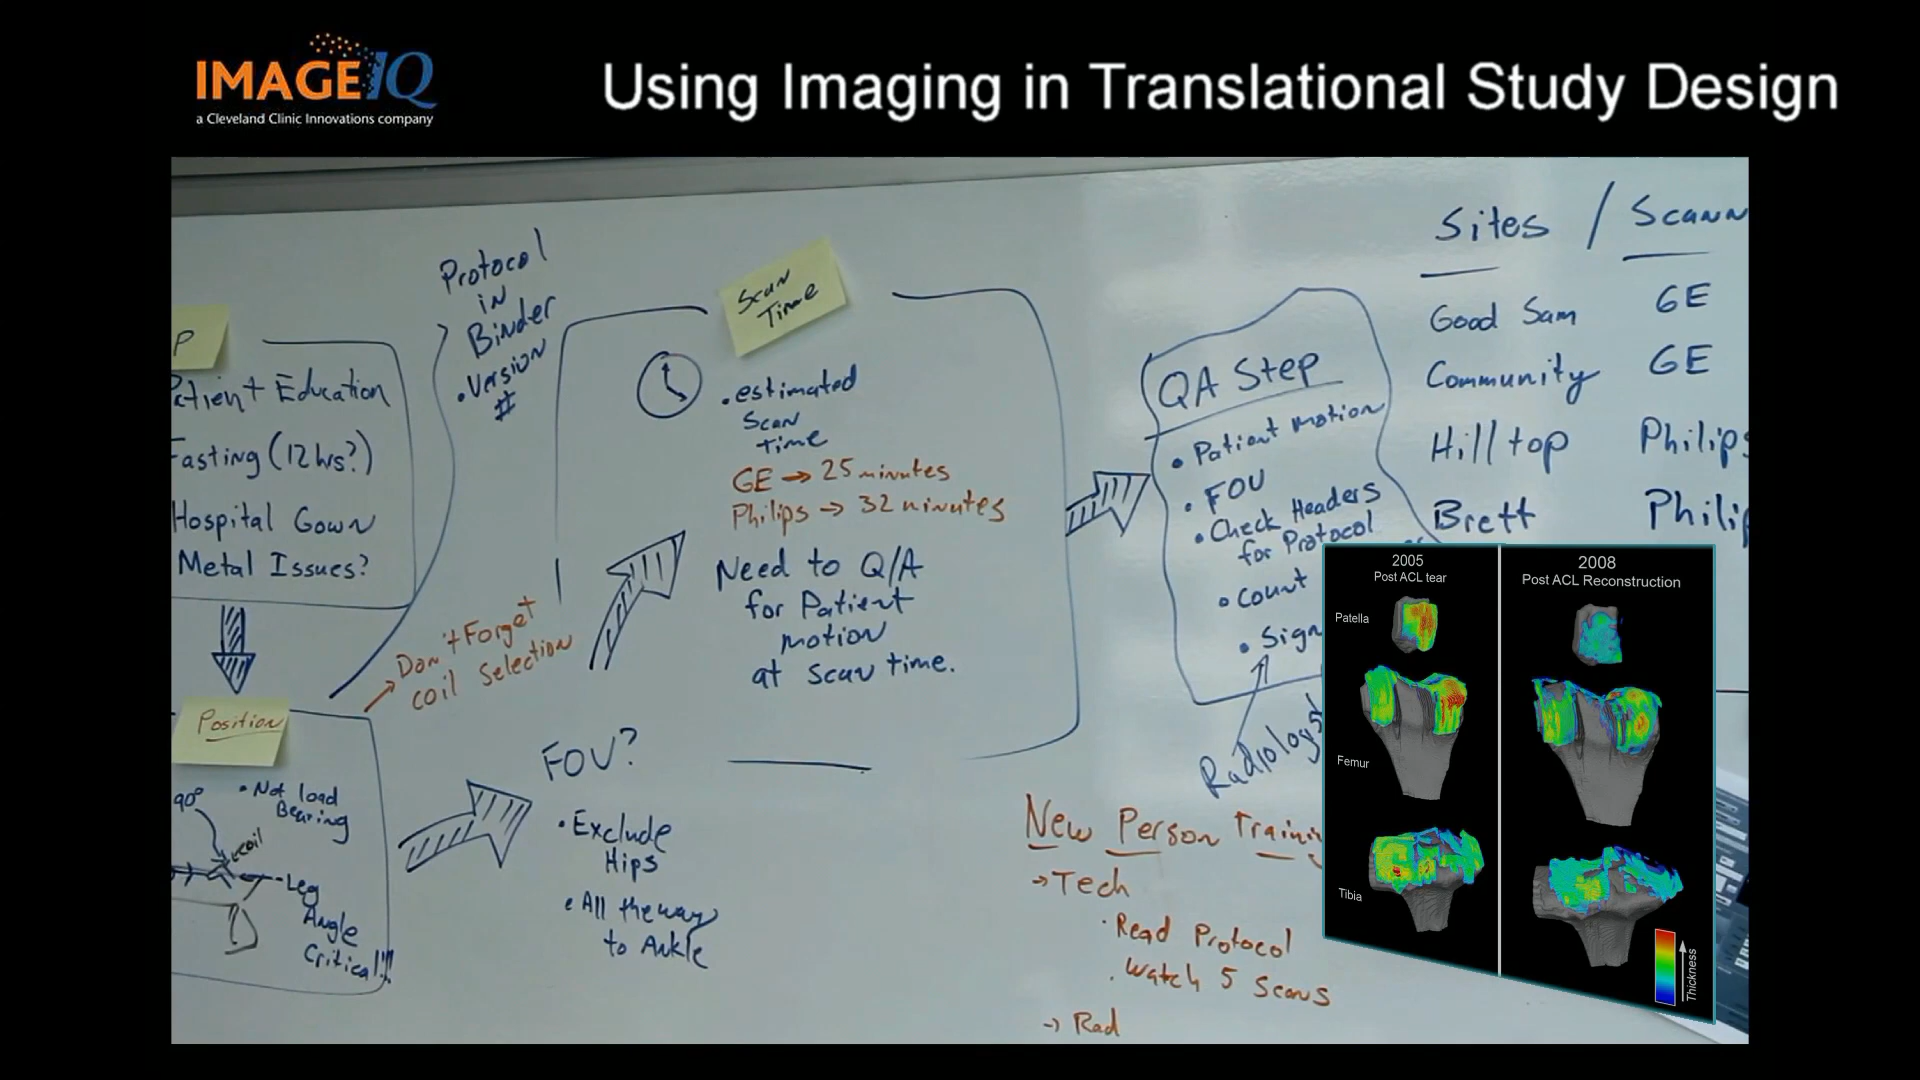 IMAGEIQ
a Cleveland Clinic Innovations company
Using Imaging in Translational Study Design
P
atient Education
Fasting (12 hrs?)
Hospital Gown
Metal Issues?
Protocol
in
Binder
• Version
#
Scan
Time
• estimated
Scan
time
GE → 25 minutes
Philips → 32 minutes
Need to Q/A
for Patient
motion
at scan time.
Don't Forget
coil selection
Position
90°
• Not load
Bearing
coil
Leg
Angle
Critical!!!
FOV?
• Exclude
Hips
• All the way
to Ankle
QA Step
• Patient Motion
• FOV
• Check Headers
for Protocol
• Count
• Sign
Radiologist
Sites / Scann
Good Sam GE
Community GE
Hilltop Philips
Brett Philip
New Person Traini
→ Tech
• Read Protocol
• Watch 5 Scans
→ Rad
2005
Post ACL tear
2008
Post ACL Reconstruction
Patella
Femur
Tibia
Thickness